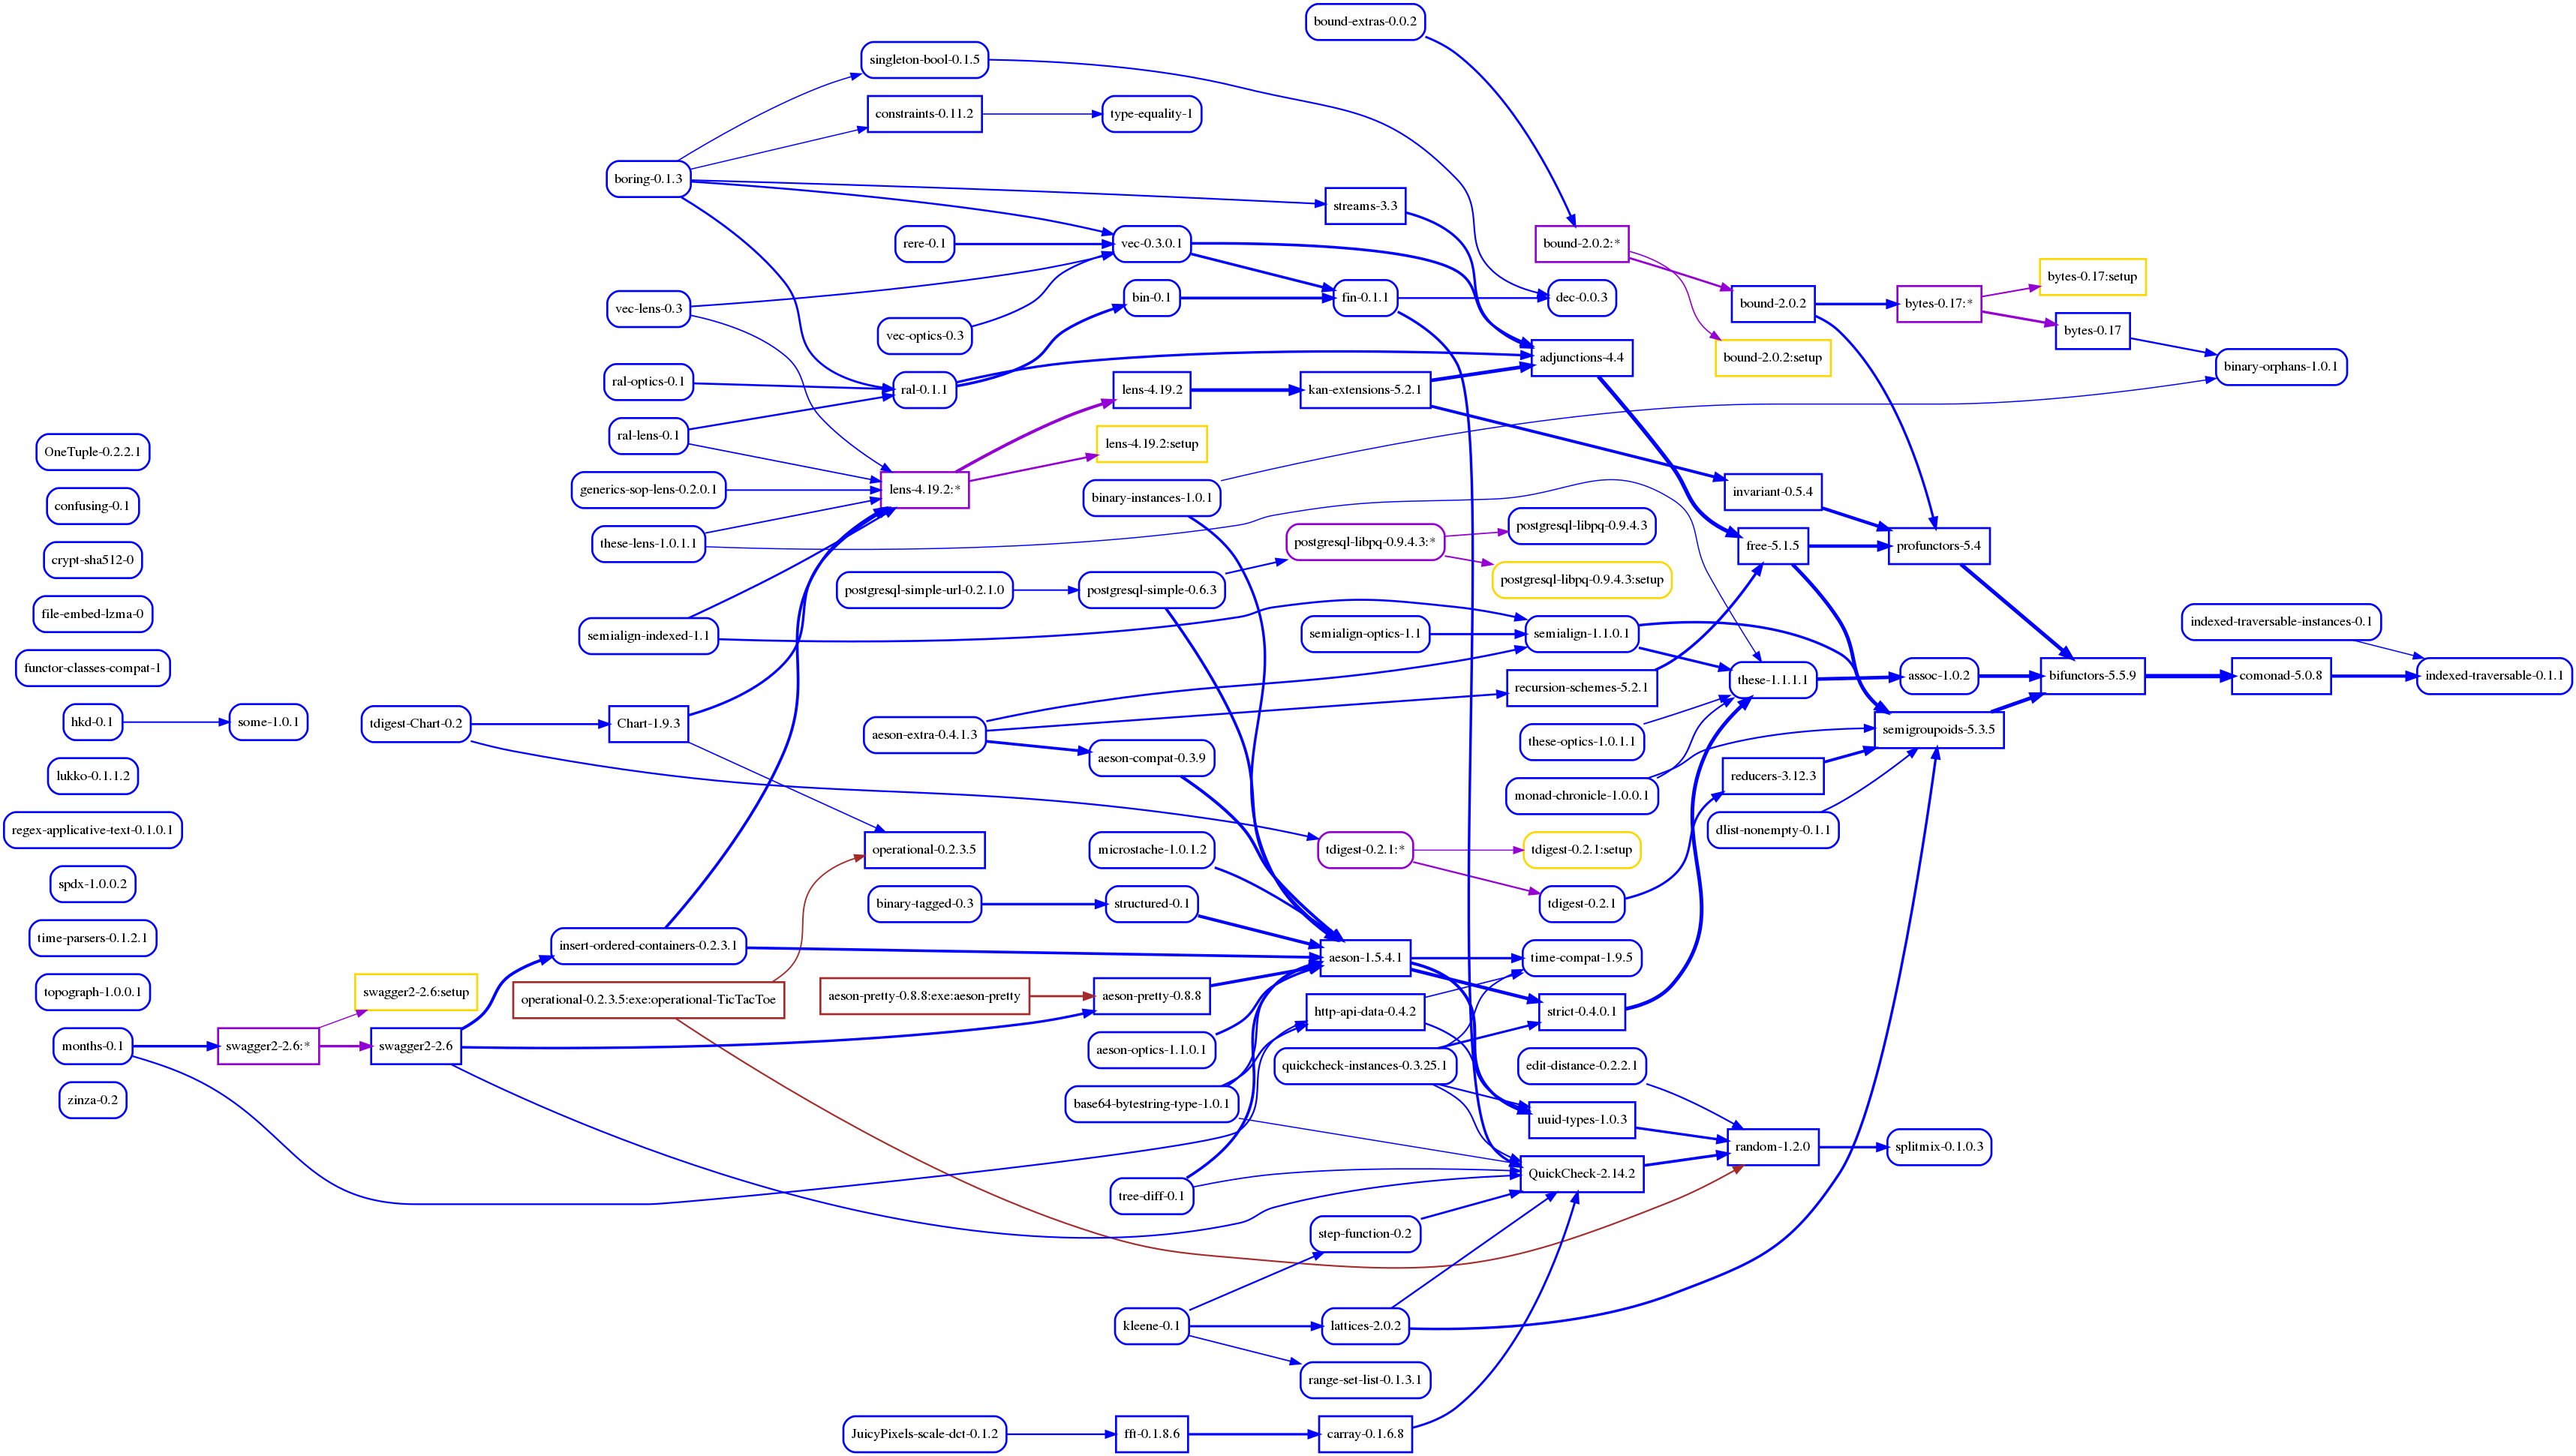 bound-extras-0.0.2
singleton-bool-0.1.5
constraints-0.11.2
type-equality-1
boring-0.1.3
streams-3.3
rere-0.1
vec-0.3.0.1
bound-2.0.2:*
bytes-0.17:setup
vec-lens-0.3
bin-0.1
fin-0.1.1
dec-0.0.3
bound-2.0.2
bytes-0.17:*
vec-optics-0.3
bytes-0.17
adjunctions-4.4
bound-2.0.2:setup
binary-orphans-1.0.1
ral-optics-0.1
ral-0.1.1
lens-4.19.2
kan-extensions-5.2.1
ral-lens-0.1
lens-4.19.2:setup
OneTuple-0.2.2.1
generics-sop-lens-0.2.0.1
lens-4.19.2:*
binary-instances-1.0.1
invariant-0.5.4
confusing-0.1
these-lens-1.0.1.1
postgresql-libpq-0.9.4.3:*
postgresql-libpq-0.9.4.3
free-5.1.5
profunctors-5.4
crypt-sha512-0
postgresql-simple-url-0.2.1.0
postgresql-simple-0.6.3
postgresql-libpq-0.9.4.3:setup
file-embed-lzma-0
semialign-indexed-1.1
semialign-optics-1.1
semialign-1.1.0.1
indexed-traversable-instances-0.1
functor-classes-compat-1
recursion-schemes-5.2.1
these-1.1.1.1
assoc-1.0.2
bifunctors-5.5.9
comonad-5.0.8
indexed-traversable-0.1.1
hkd-0.1
some-1.0.1
tdigest-Chart-0.2
Chart-1.9.3
aeson-extra-0.4.1.3
these-optics-1.0.1.1
semigroupoids-5.3.5
aeson-compat-0.3.9
lukko-0.1.1.2
monad-chronicle-1.0.0.1
reducers-3.12.3
regex-applicative-text-0.1.0.1
operational-0.2.3.5
microstache-1.0.1.2
tdigest-0.2.1:*
tdigest-0.2.1:setup
dlist-nonempty-0.1.1
spdx-1.0.0.2
binary-tagged-0.3
structured-0.1
tdigest-0.2.1
time-parsers-0.1.2.1
insert-ordered-containers-0.2.3.1
aeson-1.5.4.1
time-compat-1.9.5
topograph-1.0.0.1
swagger2-2.6:setup
operational-0.2.3.5:exe:operational-TicTacToe
aeson-pretty-0.8.8:exe:aeson-pretty
aeson-pretty-0.8.8
http-api-data-0.4.2
strict-0.4.0.1
months-0.1
swagger2-2.6:*
swagger2-2.6
aeson-optics-1.1.0.1
quickcheck-instances-0.3.25.1
edit-distance-0.2.2.1
zinza-0.2
base64-bytestring-type-1.0.1
uuid-types-1.0.3
random-1.2.0
splitmix-0.1.0.3
tree-diff-0.1
QuickCheck-2.14.2
step-function-0.2
kleene-0.1
lattices-2.0.2
range-set-list-0.1.3.1
JuicyPixels-scale-dct-0.1.2
fft-0.1.8.6
carray-0.1.6.8